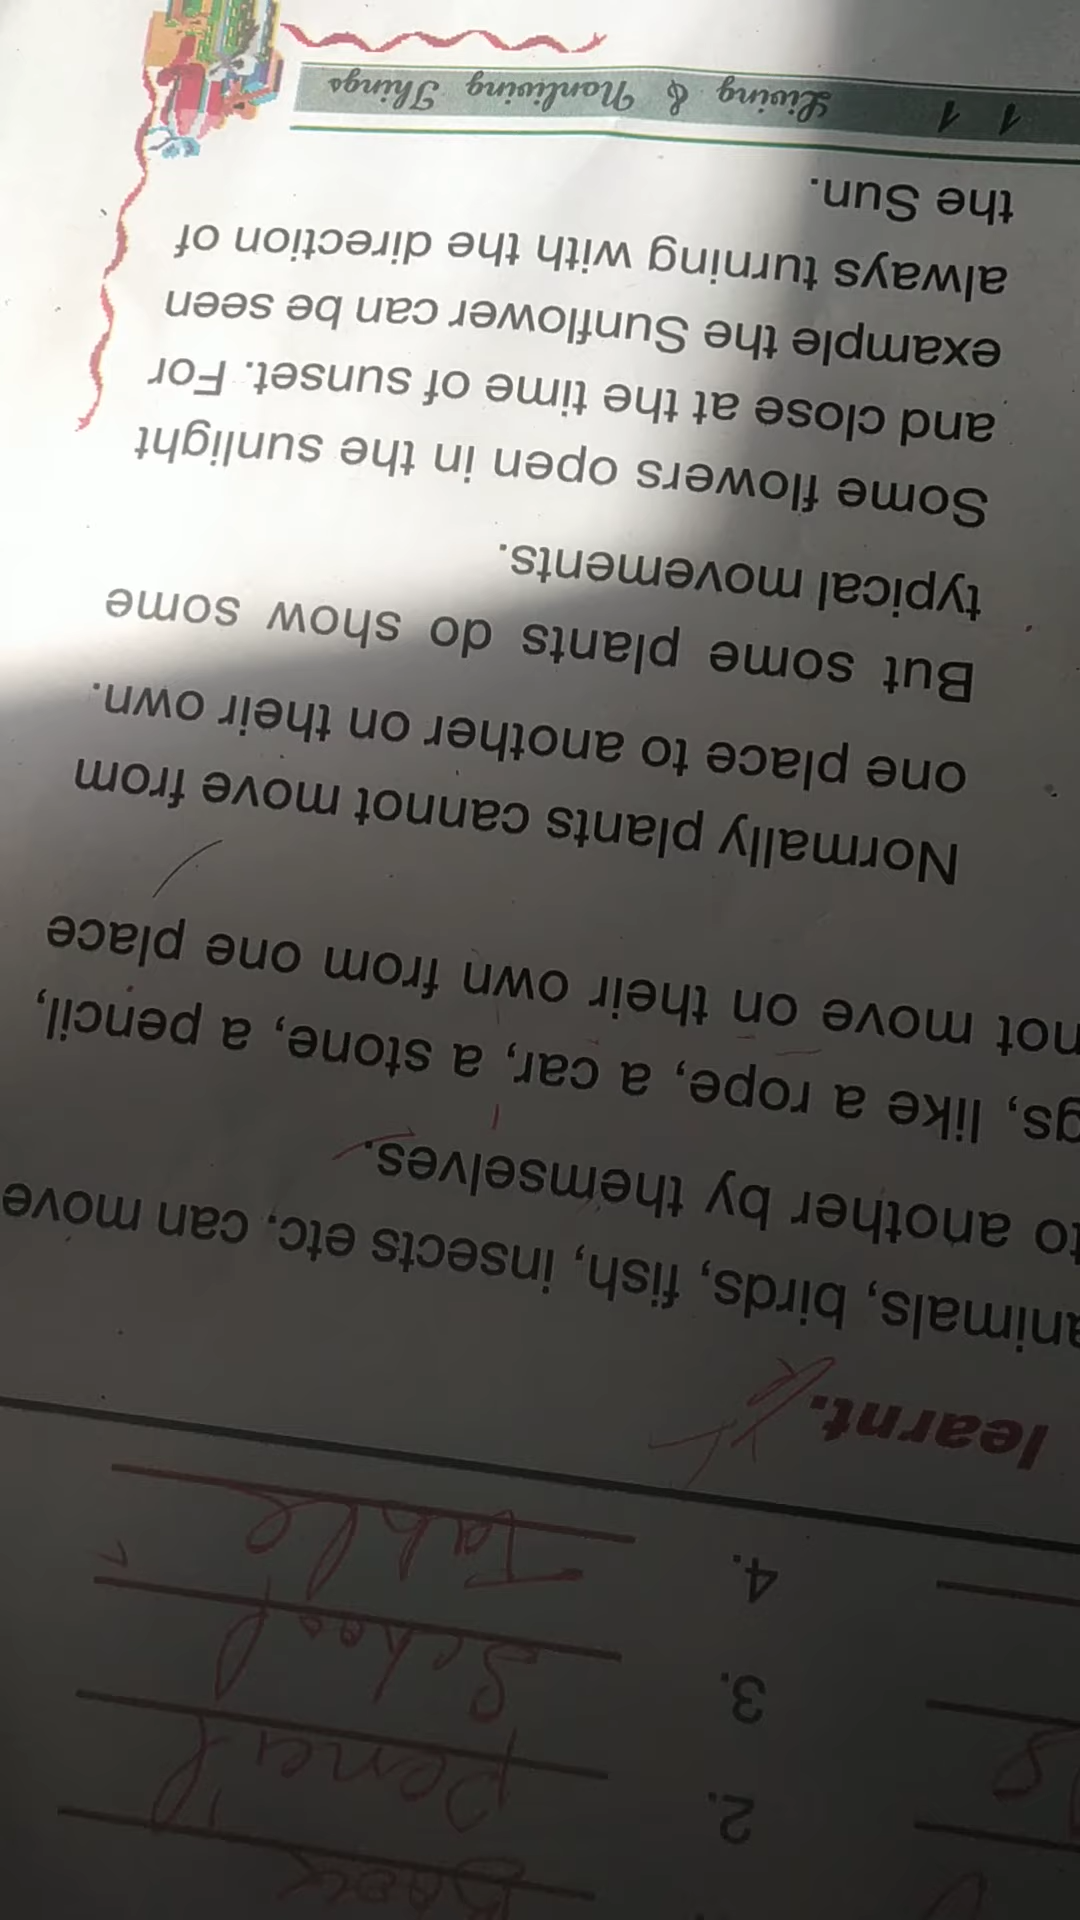 2. pencil
3. School
4. Table
learnt.
animals, birds, fish, insects etc. can move
to another by themselves.
gs, like a rope, a car, a stone, a pencil,
not move on their own from one place
Normally plants cannot move from
one place to another on their own.
But some plants do show some
typical movements.
Some flowers open in the sunlight
and close at the time of sunset. For
example the Sunflower can be seen
always turning with the direction of
the Sun.
1 1 Living & Nonliving Things